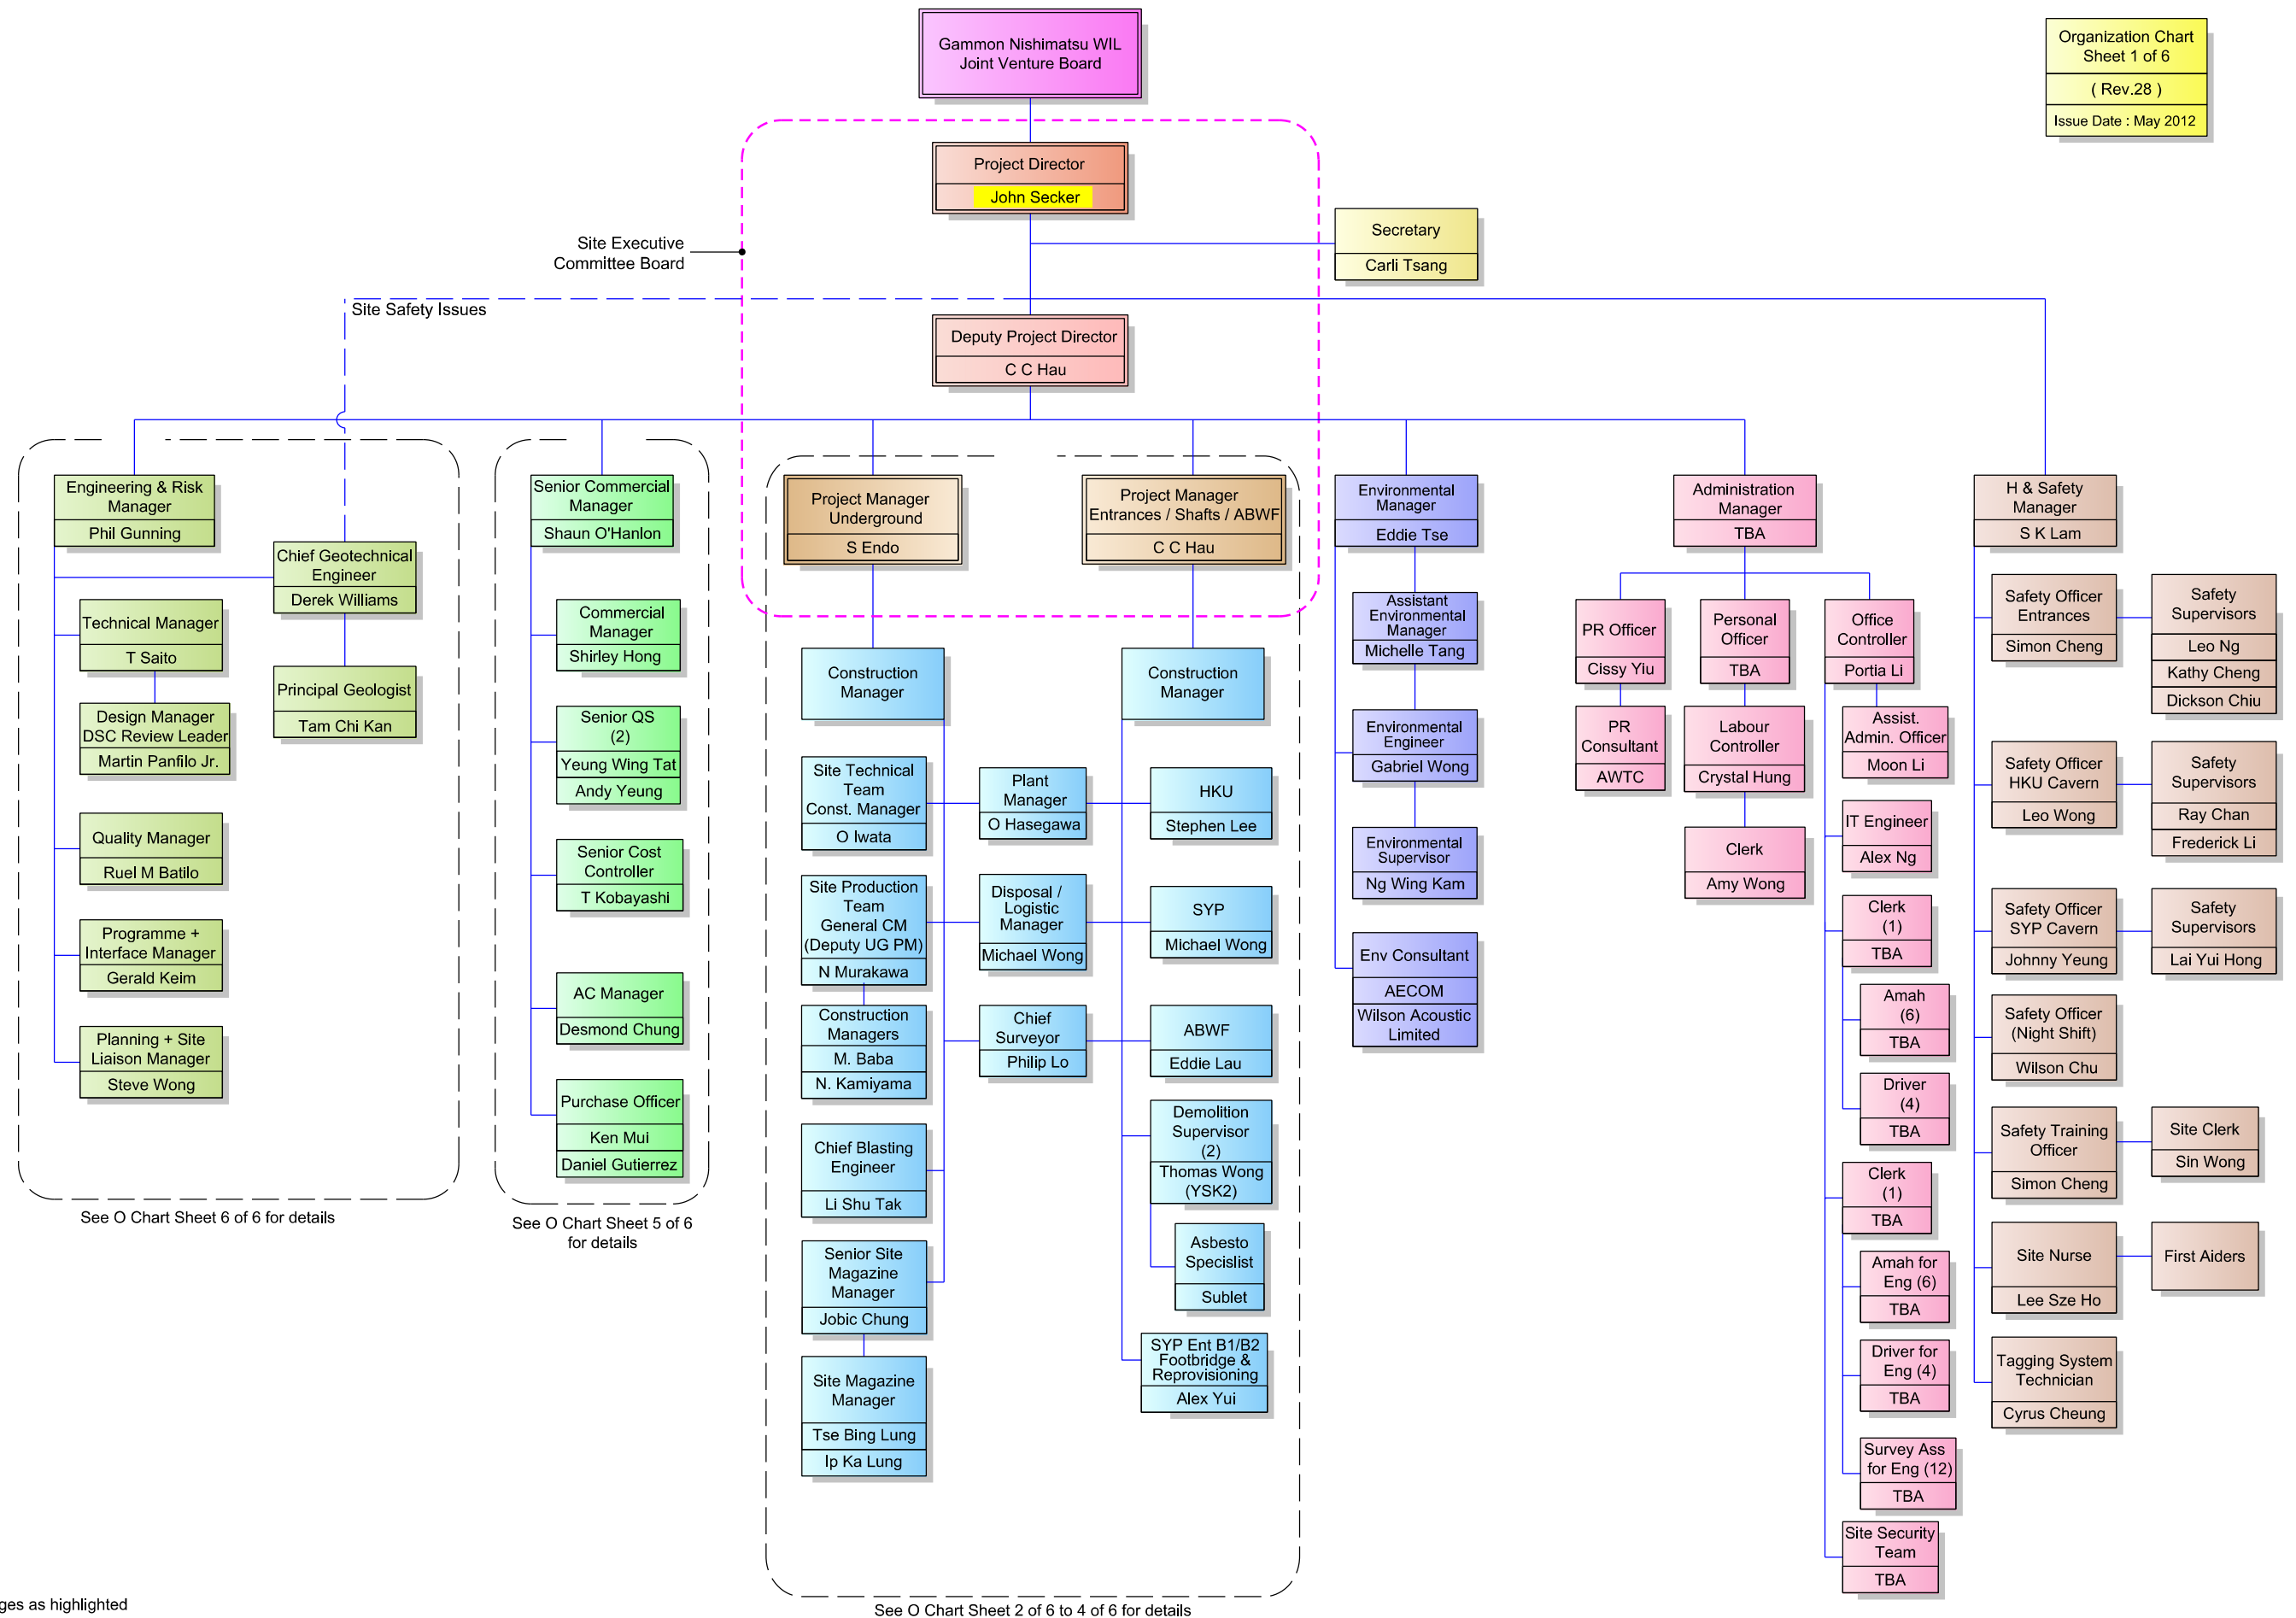 Gammon Nishimatsu WIL
Joint Venture Board
Organization Chart
Sheet 1 of 6
( Rev.28 )
Issue Date : May 2012
Project Director
John Secker
Site Executive
Committee Board
Secretary
Carli Tsang
Site Safety Issues
Deputy Project Director
C C Hau
Engineering & Risk
Manager
Phil Gunning
Chief Geotechnical
Engineer
Derek Williams
Technical Manager
T Saito
Principal Geologist
Tam Chi Kan
Design Manager
DSC Review Leader
Martin Panfilo Jr.
Quality Manager
Ruel M Batilo
Programme +
Interface Manager
Gerald Keim
Planning + Site
Liaison Manager
Steve Wong
See O Chart Sheet 6 of 6 for details
Senior Commercial
Manager
Shaun O'Hanlon
Commercial
Manager
Shirley Hong
Senior QS
(2)
Yeung Wing Tat
Andy Yeung
Senior Cost
Controller
T Kobayashi
AC Manager
Desmond Chung
Purchase Officer
Ken Mui
Daniel Gutierrez
See O Chart Sheet 5 of 6
for details
Project Manager
Underground
S Endo
Project Manager
Entrances / Shafts / ABWF
C C Hau
Construction
Manager
Construction
Manager
Site Technical
Team
Const. Manager
O Iwata
Plant
Manager
O Hasegawa
HKU
Stephen Lee
Site Production
Team
General CM
(Deputy UG PM)
N Murakawa
Disposal /
Logistic
Manager
Michael Wong
SYP
Michael Wong
Construction
Managers
M. Baba
N. Kamiyama
Chief
Surveyor
Philip Lo
ABWF
Eddie Lau
Chief Blasting
Engineer
Li Shu Tak
Demolition
Supervisor
(2)
Thomas Wong
(YSK2)
Senior Site
Magazine
Manager
Jobic Chung
Asbesto
Specislist
Sublet
Site Magazine
Manager
Tse Bing Lung
Ip Ka Lung
SYP Ent B1/B2
Footbridge &
Reprovisioning
Alex Yui
See O Chart Sheet 2 of 6 to 4 of 6 for details
Environmental
Manager
Eddie Tse
Assistant
Environmental
Manager
Michelle Tang
Environmental
Engineer
Gabriel Wong
Environmental
Supervisor
Ng Wing Kam
Env Consultant
AECOM
Wilson Acoustic
Limited
Administration
Manager
TBA
PR Officer
Cissy Yiu
PR
Consultant
AWTC
Personal
Officer
TBA
Labour
Controller
Crystal Hung
Clerk
Amy Wong
Office
Controller
Portia Li
Assist.
Admin. Officer
Moon Li
IT Engineer
Alex Ng
Clerk
(1)
TBA
Amah
(6)
TBA
Driver
(4)
TBA
Clerk
(1)
TBA
Amah for
Eng (6)
TBA
Driver for
Eng (4)
TBA
Survey Ass
for Eng (12)
TBA
Site Security
Team
TBA
H & Safety
Manager
S K Lam
Safety Officer
Entrances
Simon Cheng
Safety
Supervisors
Leo Ng
Kathy Cheng
Dickson Chiu
Safety Officer
HKU Cavern
Leo Wong
Safety
Supervisors
Ray Chan
Frederick Li
Safety Officer
SYP Cavern
Johnny Yeung
Safety
Supervisors
Lai Yui Hong
Safety Officer
(Night Shift)
Wilson Chu
Safety Training
Officer
Simon Cheng
Site Clerk
Sin Wong
Site Nurse
Lee Sze Ho
First Aiders
Tagging System
Technician
Cyrus Cheung
ges as highlighted